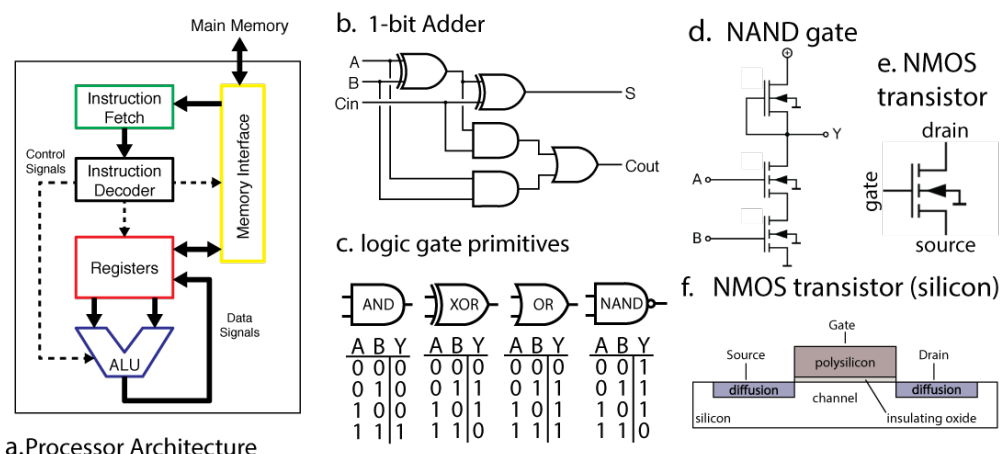 Main Memory
Instruction
Fetch
Control
Signals
Instruction
Decoder
Memory Interface
Registers
Data
Signals
ALU
a.Processor Architecture
b. 1-bit Adder
A
B
Cin
S
Cout
c. logic gate primitives
AND
XOR
OR
NAND
A B Y A B Y A B Y A B Y
0 0 0 0 0 0 0 0 0 0 0 1
0 1 0 0 1 1 0 1 1 0 1 1
1 0 0 1 0 1 1 0 1 1 0 1
1 1 1 1 1 0 1 1 1 1 1 0
d. NAND gate
Y
A
B
e. NMOS
transistor
drain
gate
source
f. NMOS transistor (silicon)
Gate
Source
polysilicon
Drain
diffusion
diffusion
channel
silicon
insulating oxide